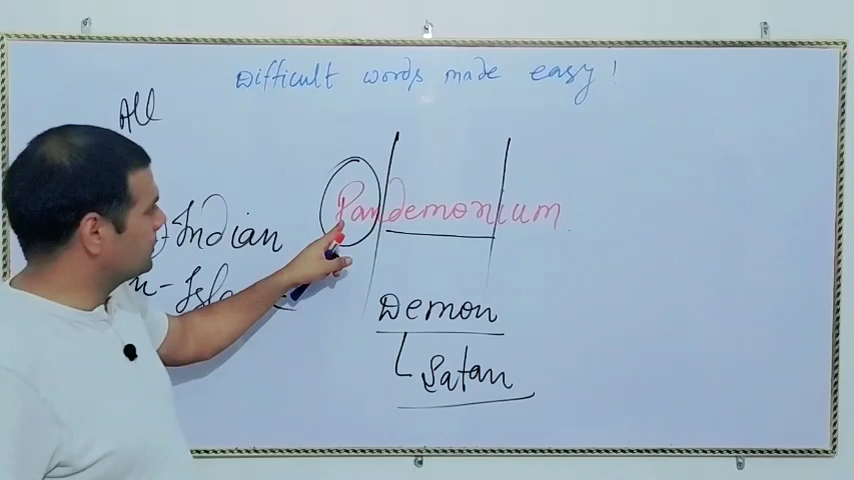 Difficult words made easy!
All
Pandemonium
Indian
Demon
Satan